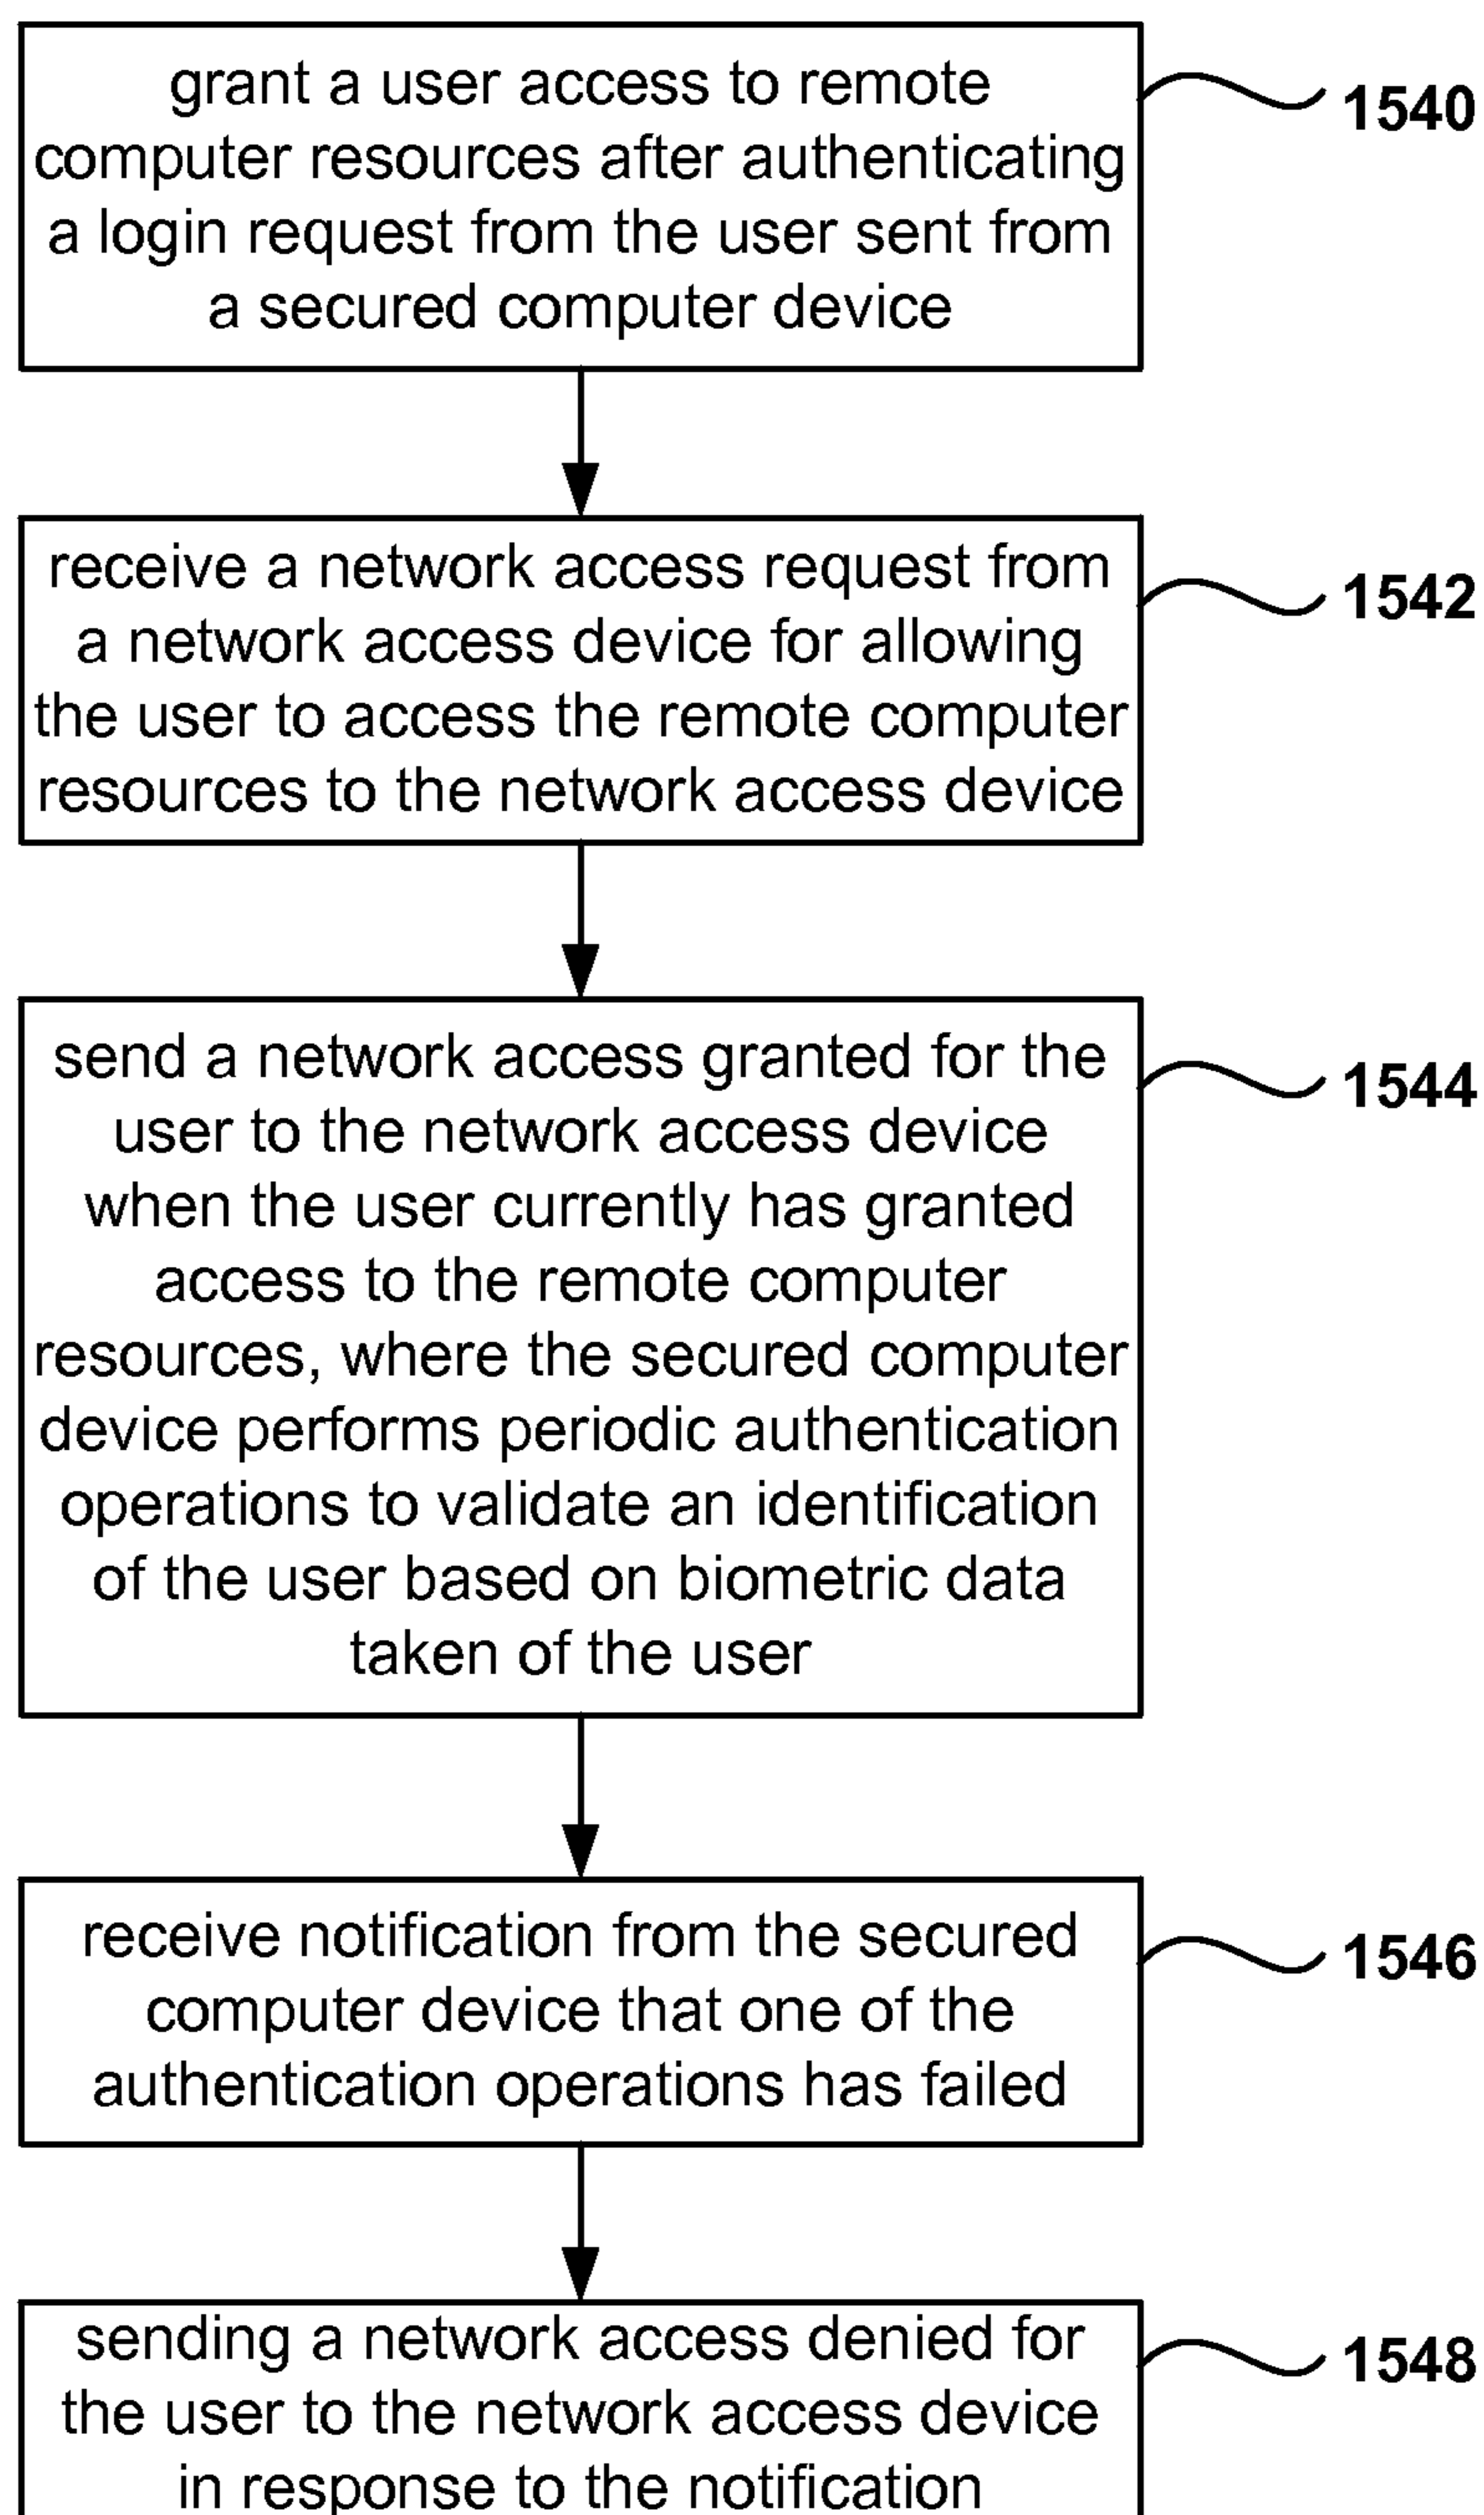 grant a user access to remote
computer resources after authenticating
a login request from the user sent from
a secured computer device
1540
receive a network access request from
a network access device for allowing
the user to access the remote computer
resources to the network access device
1542
send a network access granted for the
user to the network access device
when the user currently has granted
access to the remote computer
resources, where the secured computer
device performs periodic authentication
operations to validate an identification
of the user based on biometric data
taken of the user
1544
receive notification from the secured
computer device that one of the
authentication operations has failed
1546
sending a network access denied for
the user to the network access device
in response to the notification
1548